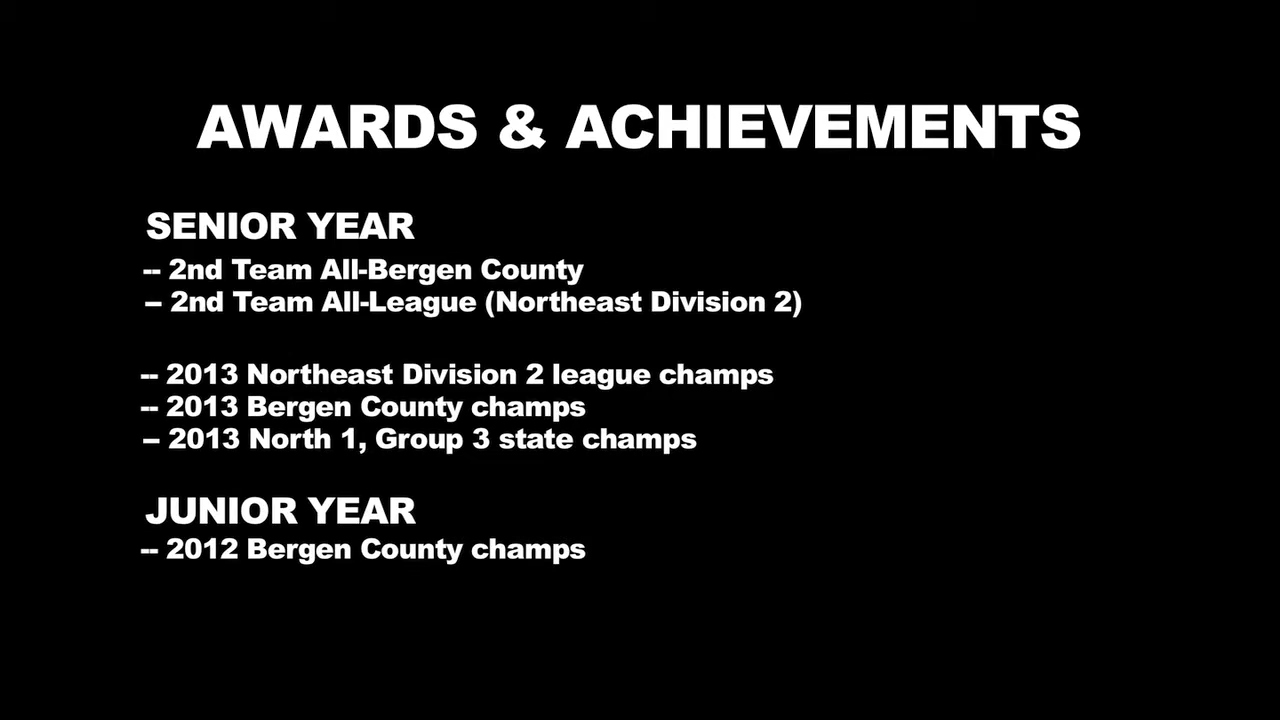 AWARDS & ACHIEVEMENTS
SENIOR YEAR
-- 2nd Team All-Bergen County
– 2nd Team All-League (Northeast Division 2)
-- 2013 Northeast Division 2 league champs
-- 2013 Bergen County champs
– 2013 North 1, Group 3 state champs
JUNIOR YEAR
-- 2012 Bergen County champs